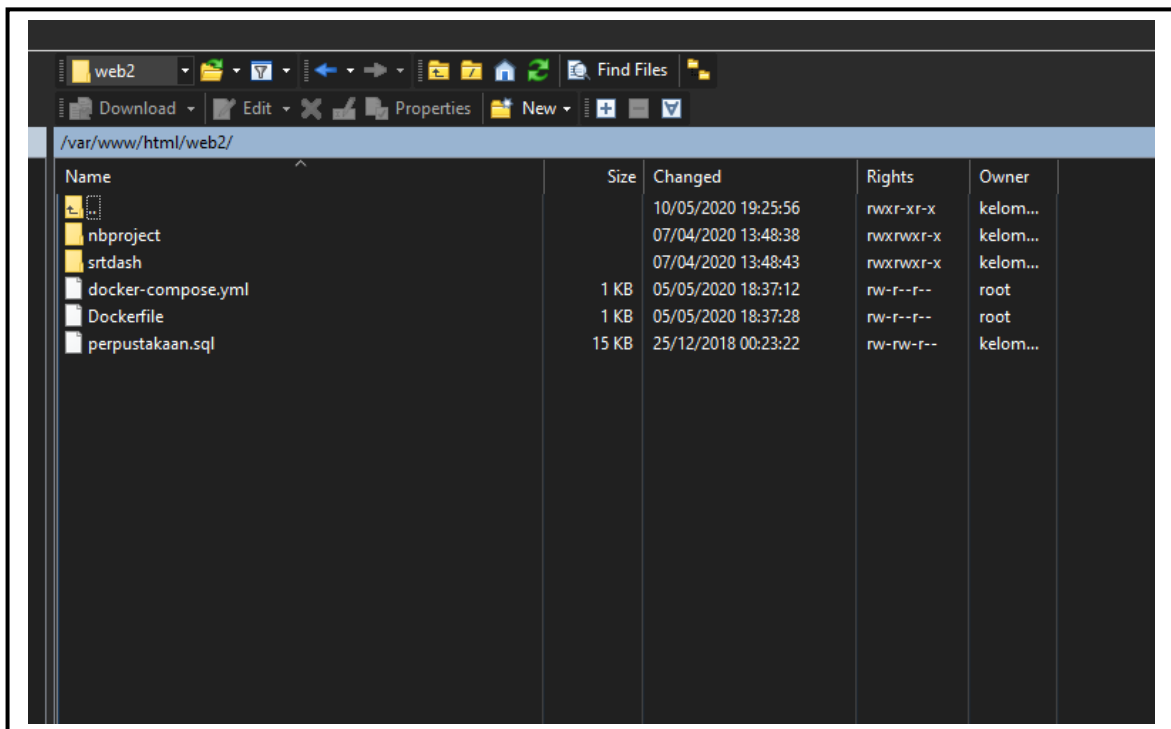 web2 Find Files
Download Edit Properties New
/var/www/html/web2/
Name Size Changed Rights Owner
.. 10/05/2020 19:25:56 rwxr-xr-x kelom...
nbproject 07/04/2020 13:48:38 rwxrwxr-x kelom...
srtdash 07/04/2020 13:48:43 rwxrwxr-x kelom...
docker-compose.yml 1 KB 05/05/2020 18:37:12 rw-r--r-- root
Dockerfile 1 KB 05/05/2020 18:37:28 rw-r--r-- root
perpustakaan.sql 15 KB 25/12/2018 00:23:22 rw-rw-r-- kelom...